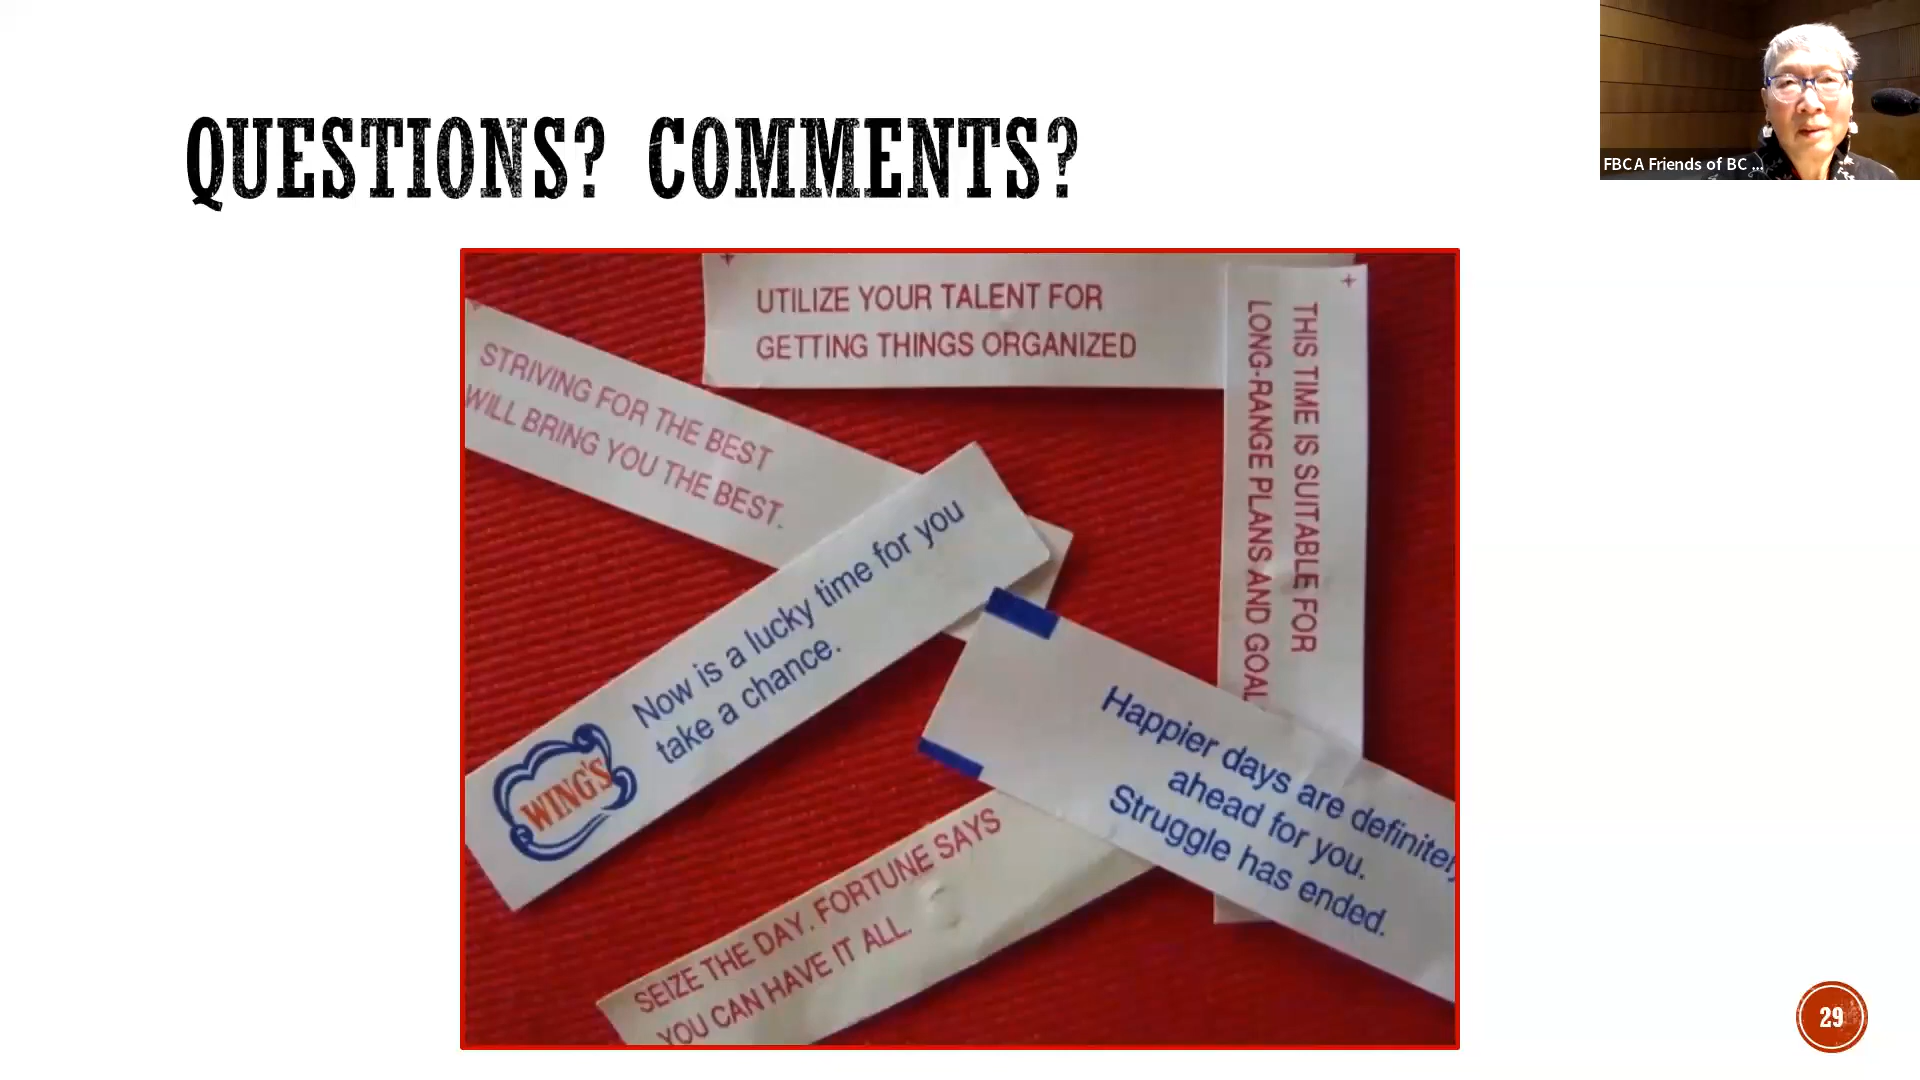 QUESTIONS? COMMENTS?
FBCA Friends of BC ...
UTILIZE YOUR TALENT FOR
GETTING THINGS ORGANIZED
THIS TIME IS SUITABLE FOR
LONG-RANGE PLANS AND GOAL
STRIVING FOR THE BEST
WILL BRING YOU THE BEST.
Now is a lucky time for you
take a chance.
WING'S
Happier days are definitely
ahead for you.
Struggle has ended.
SEIZE THE DAY. FORTUNE SAYS
YOU CAN HAVE IT ALL.
29